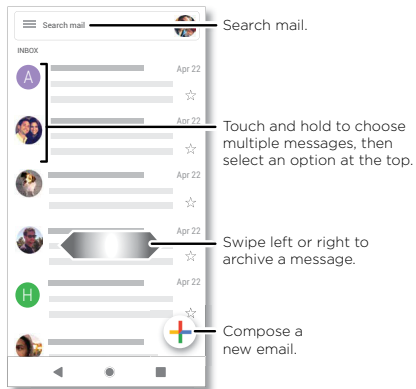 Search mail
Search mail.
INBOX
A
Apr 22
Apr 22
Touch and hold to choose
multiple messages, then
select an option at the top.
Apr 22
Apr 22
Swipe left or right to
archive a message.
H
Apr 22
Compose a
new email.